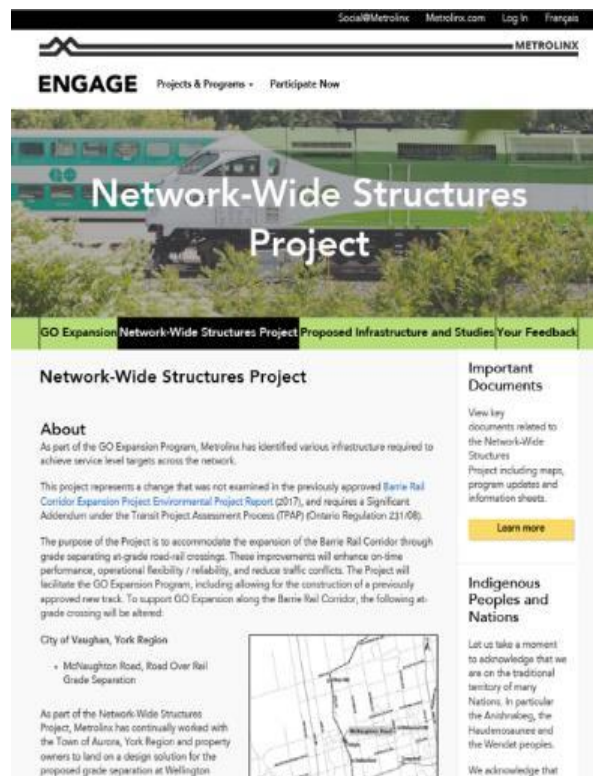 Social@Metrolinx Metrolinx.com Log In Français
METROLINX
ENGAGE Projects & Programs Participate Now
Network-Wide Structures
Project
GO Expansion Network-Wide Structures Project Proposed Infrastructure and Studies Your Feedback
Network-Wide Structures Project
About
As part of the GO Expansion Program, Metrolinx has identified various infrastructure required to
achieve service level targets across the network.
This project represents a change that was not examined in the previously approved Barrie Rail
Corridor Expansion Project Environmental Project Report (2017), and requires a Significant
Addendum under the Transit Project Assessment Process (TPAP) (Ontario Regulation 231/08).
The purpose of the Project is to accommodate the expansion of the Barrie Rail Corridor through
grade separating at-grade road-rail crossings. These improvements will enhance on-time
performance, operational flexibility / reliability, and reduce traffic conflicts. The Project will
facilitate the GO Expansion Program, including allowing for the construction of a previously
approved new track. To support GO Expansion along the Barrie Rail Corridor, the following at-
grade crossing will be altered:
City of Vaughan, York Region
• McNaughton Road, Road Over Rail
Grade Separation
As part of the Network-Wide Structures
Project, Metrolinx has continually worked with
the Town of Aurora, York Region and property
owners to land on a design solution for the
proposed grade separation at Wellington
Important
Documents
View key
documents related to
the Network-Wide
Structures
Project including maps,
program updates and
information sheets.
Learn more
Indigenous
Peoples and
Nations
Let us take a moment
to acknowledge that we
are on the traditional
territory of many
Nations. In particular
the Anishnabeg, the
Haudenosaunee and
the Wendat peoples.
We acknowledge that